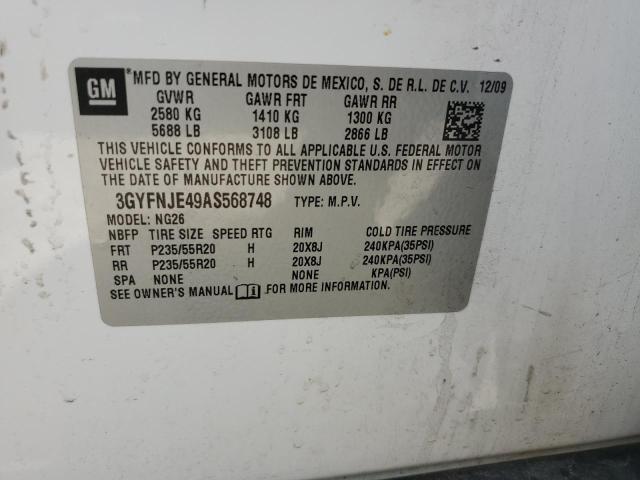 GM *MFD BY GENERAL MOTORS DE MEXICO, S. DE R.L. DE C.V. 12/09
GVWR GAWR FRT GAWR RR
2580 KG 1410 KG 1300 KG
5688 LB 3108 LB 2866 LB
THIS VEHICLE CONFORMS TO ALL APPLICABLE U.S. FEDERAL MOTOR
VEHICLE SAFETY AND THEFT PREVENTION STANDARDS IN EFFECT ON
THE DATE OF MANUFACTURE SHOWN ABOVE.
3GYFNJE49AS568748 TYPE: M.P.V.
MODEL: NG26
NBFP TIRE SIZE SPEED RTG RIM COLD TIRE PRESSURE
FRT P235/55R20 H 20X8J 240KPA(35PSI)
RR P235/55R20 H 20X8J 240KPA(35PSI)
SPA NONE NONE KPA(PSI)
SEE OWNER'S MANUAL FOR MORE INFORMATION.